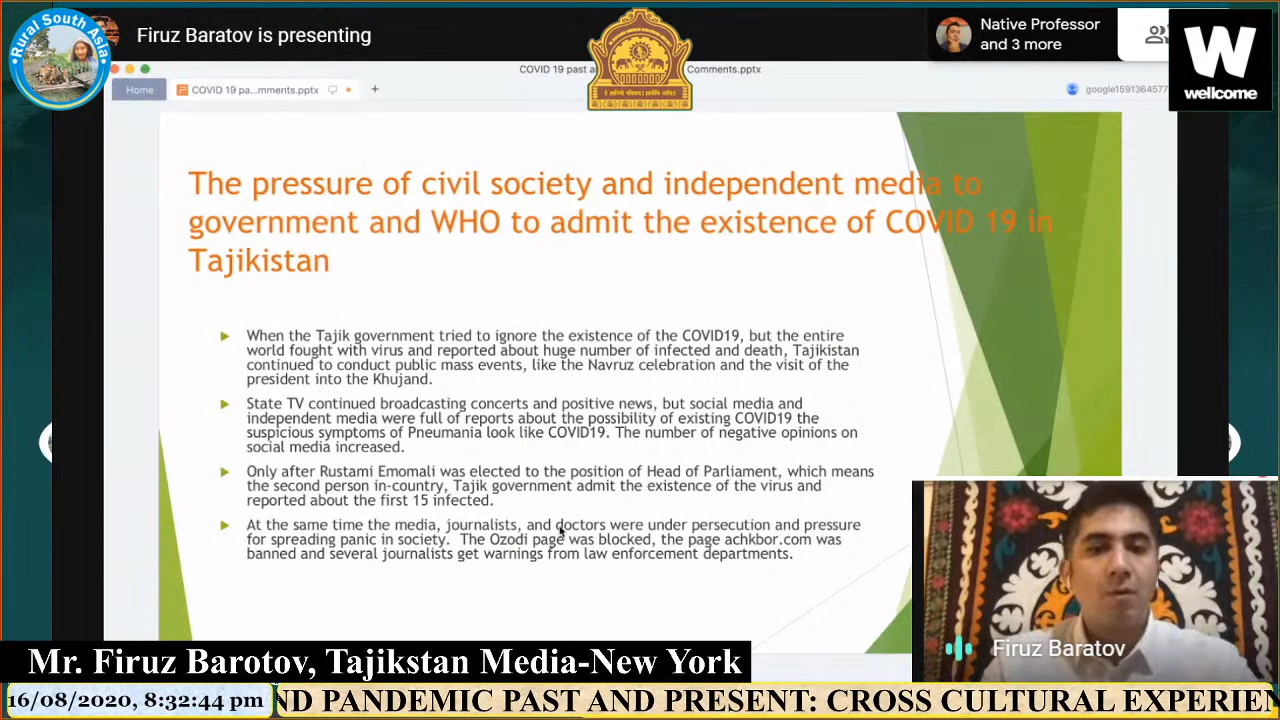 Rural South Asia
Firuz Baratov is presenting
Native Professor
and 3 more
W
wellcome
COVID 19 past a
Comments.pptx
Home
COVID 19 pa...mments.pptx
+
google1591364577
The pressure of civil society and independent media to
government and WHO to admit the existence of COVID 19 in
Tajikistan
When the Tajik government tried to ignore the existence of the COVID19, but the entire
world fought with virus and reported about huge number of infected and death, Tajikistan
continued to conduct public mass events, like the Navruz celebration and the visit of the
president into the Khujand.
State TV continued broadcasting concerts and positive news, but social media and
independent media were full of reports about the possibility of existing COVID19 the
suspicious symptoms of Pneumania look like COVID19. The number of negative opinions on
social media increased.
Only after Rustami Emomali was elected to the position of Head of Parliament, which means
the second person in-country, Tajik government admit the existence of the virus and
reported about the first 15 infected.
At the same time the media, journalists, and doctors were under persecution and pressure
for spreading panic in society. The Ozodi page was blocked, the page achkbor.com was
banned and several journalists get warnings from law enforcement departments.
Firuz Baratov
Mr. Firuz Barotov, Tajikstan Media-New York
16/08/2020, 8:32:44 pm
ND PANDEMIC PAST AND PRESENT: CROSS CULTURAL EXPERIEN